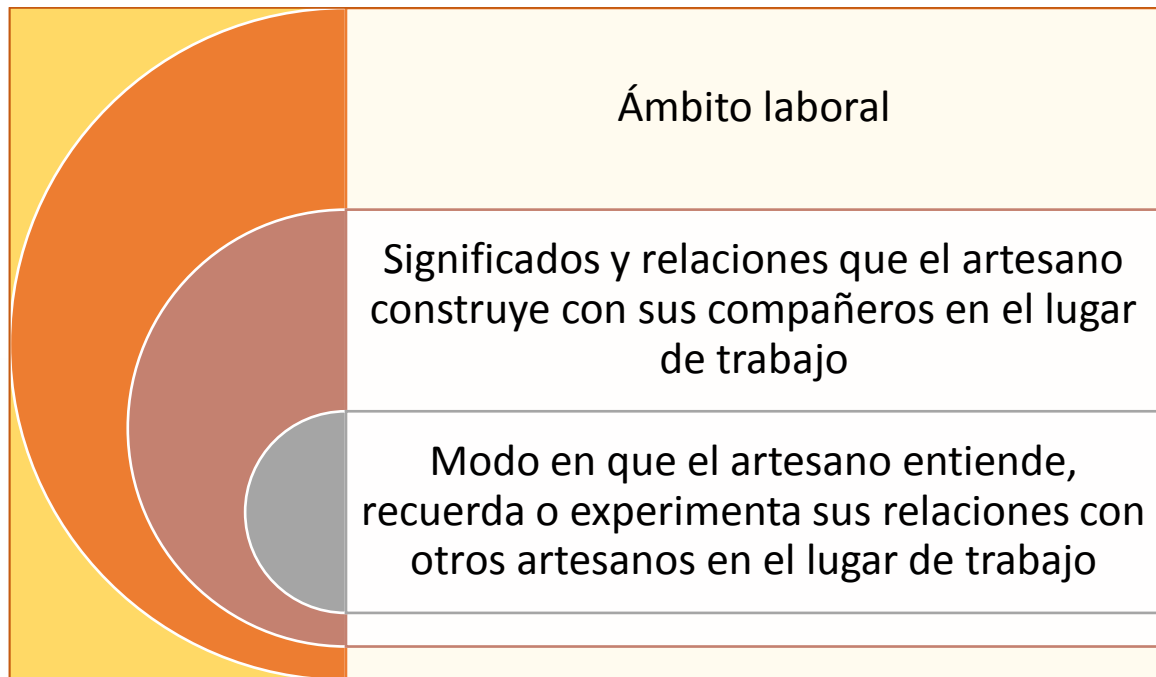 Ámbito laboral
Significados y relaciones que el artesano
construye con sus compañeros en el lugar
de trabajo
Modo en que el artesano entiende,
recuerda o experimenta sus relaciones con
otros artesanos en el lugar de trabajo